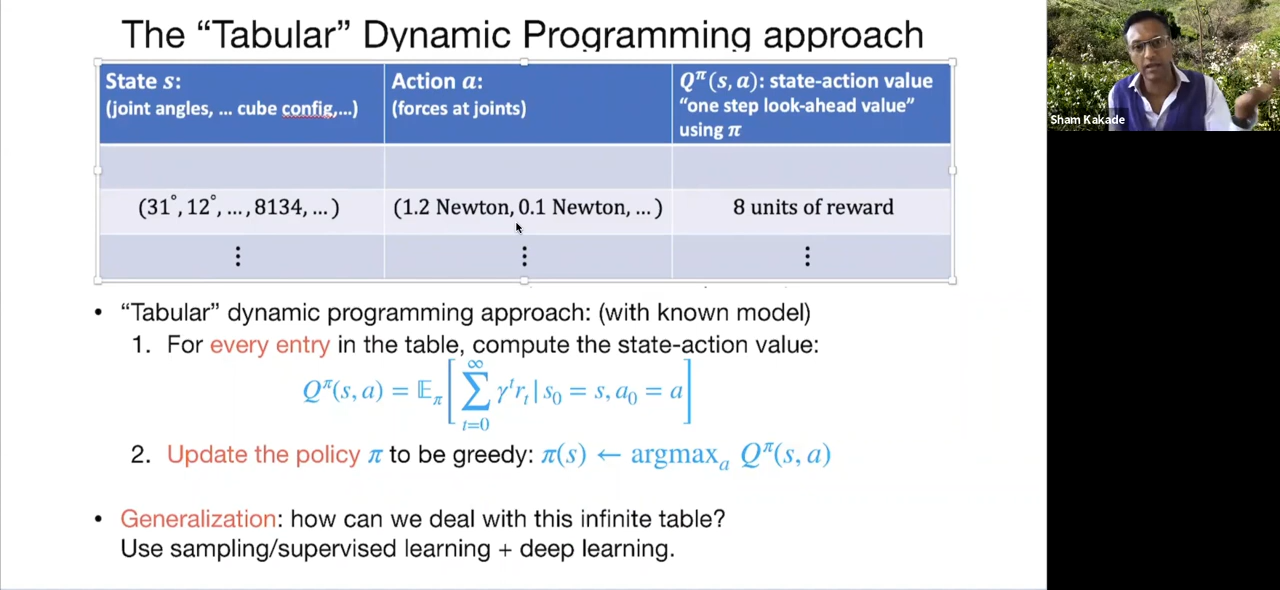 The “Tabular” Dynamic Programming approach
State s:
(joint angles, ... cube config,...)
Action a:
(forces at joints)
Q^π(s, a): state-action value
“one step look-ahead value”
using π
(31°, 12°, ..., 8134, ...)
(1.2 Newton, 0.1 Newton, ...)
8 units of reward
⋮
⋮
⋮
• “Tabular” dynamic programming approach: (with known model)
1. For every entry in the table, compute the state-action value:
Q^π(s, a) = 𝔼_π[∑_{t=0}^{∞} γ^t r_t | s_0 = s, a_0 = a]
2. Update the policy π to be greedy: π(s) ← argmax_a Q^π(s, a)
• Generalization: how can we deal with this infinite table?
Use sampling/supervised learning + deep learning.
Sham Kakade